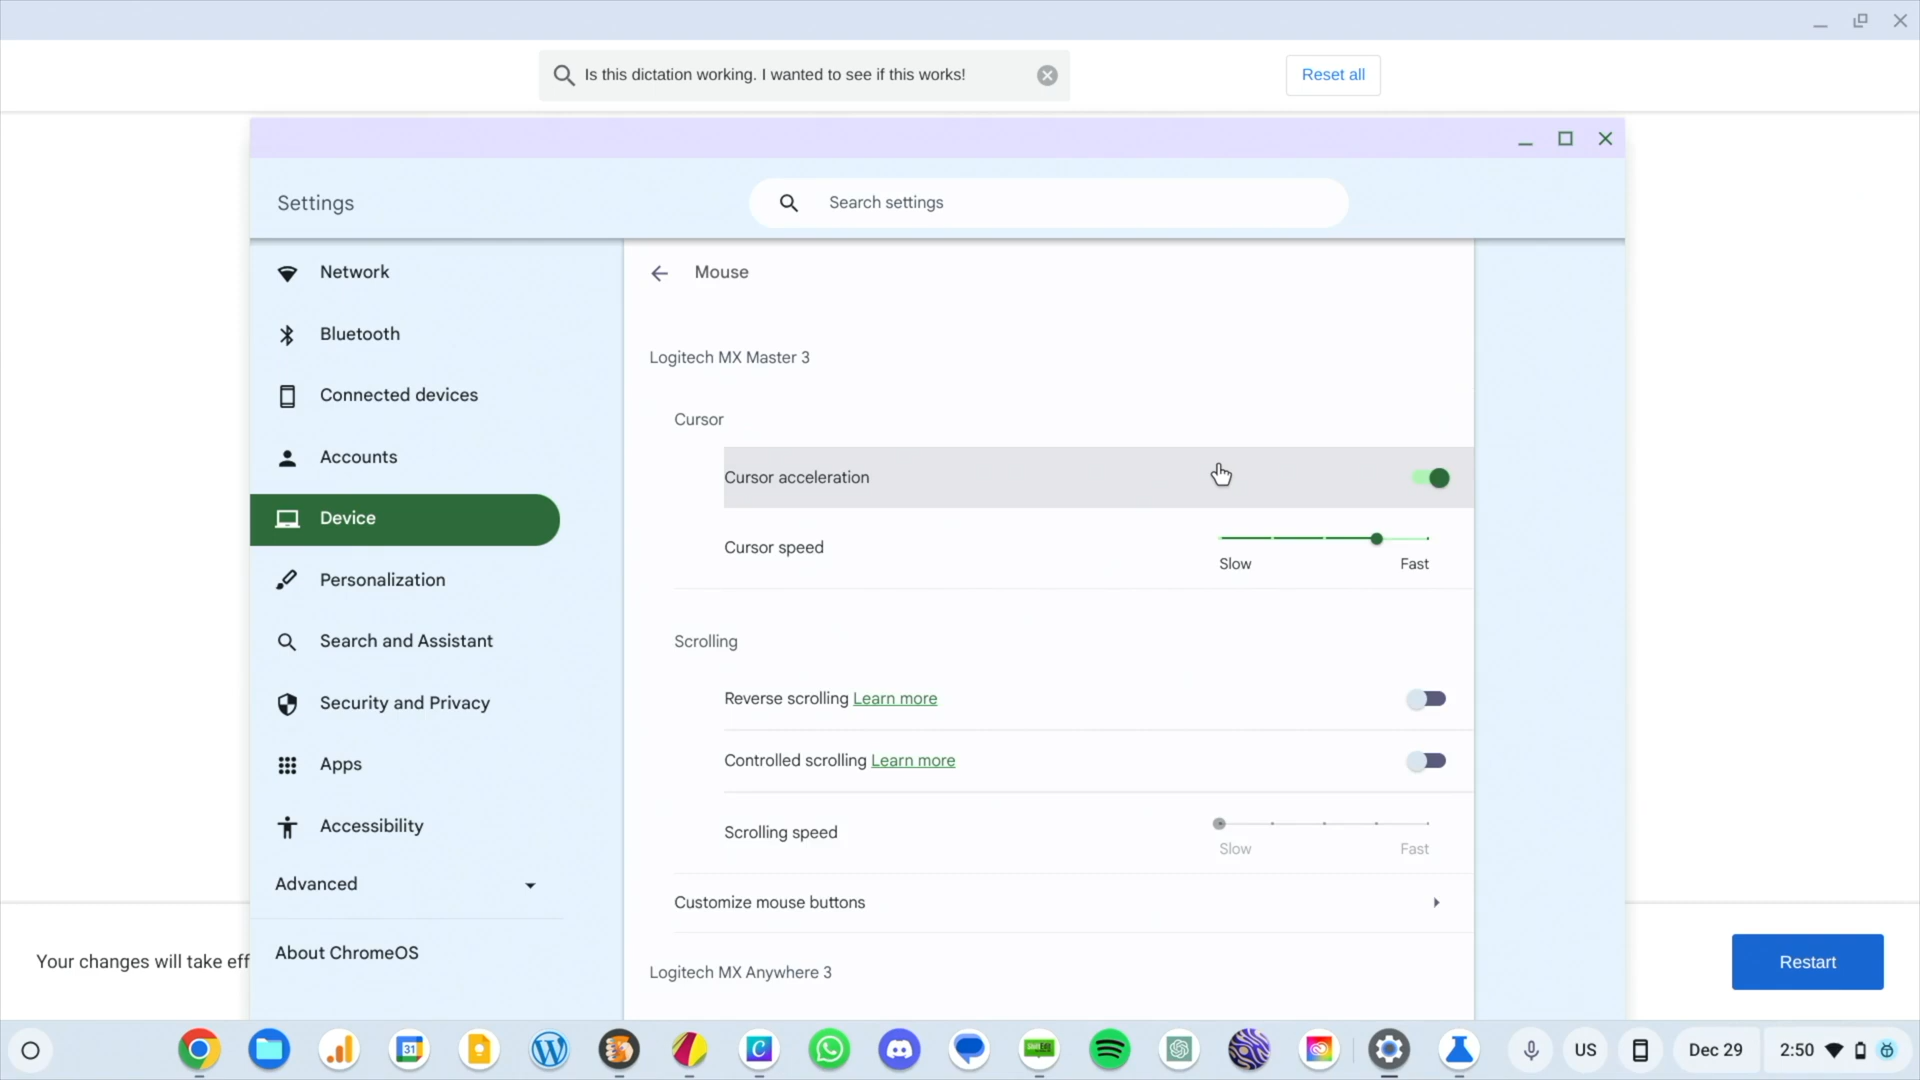 Is this dictation working. I wanted to see if this works!
Reset all
Settings
Search settings
Network
Bluetooth
Connected devices
Accounts
Device
Personalization
Search and Assistant
Security and Privacy
Apps
Accessibility
Advanced
About ChromeOS
Mouse
Logitech MX Master 3
Cursor
Cursor acceleration
Cursor speed
Slow Fast
Scrolling
Reverse scrolling Learn more
Controlled scrolling Learn more
Scrolling speed
Slow Fast
Customize mouse buttons
Logitech MX Anywhere 3
Your changes will take eff
Restart
31
C
US
Dec 29
2:50